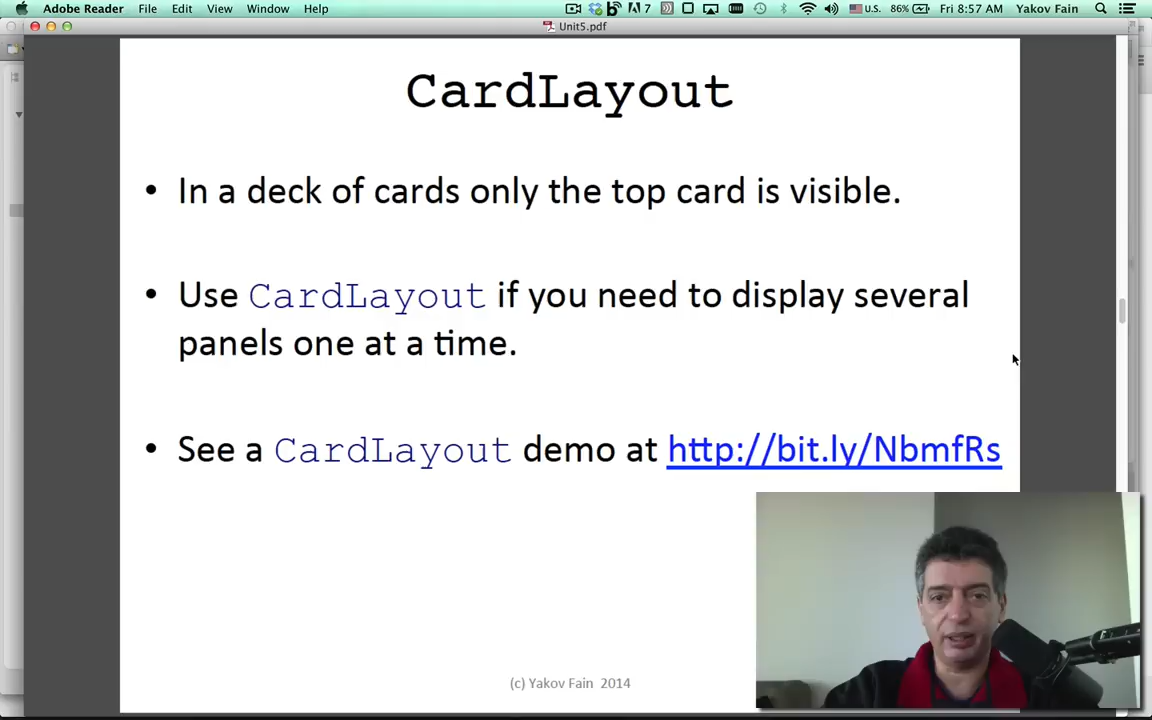 Adobe Reader File Edit View Window Help 7 U.S. 86% Fri 8:57 AM Yakov Fain
Unit5.pdf
CardLayout
• In a deck of cards only the top card is visible.
• Use CardLayout if you need to display several
panels one at a time.
• See a CardLayout demo at http://bit.ly/NbmfRs
(c) Yakov Fain 2014